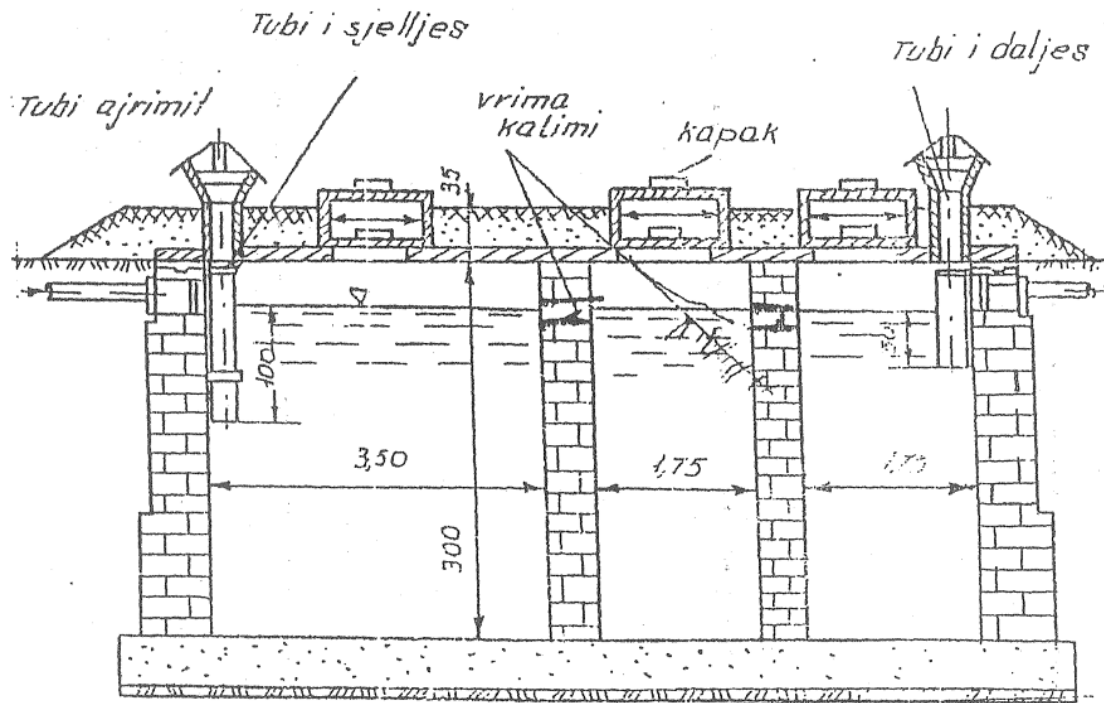 Tubi i sjelljes
Tubi i daljes
Tubi ajrimit
vrima
kalimi
kapak
35
100
3,50
1,75
300